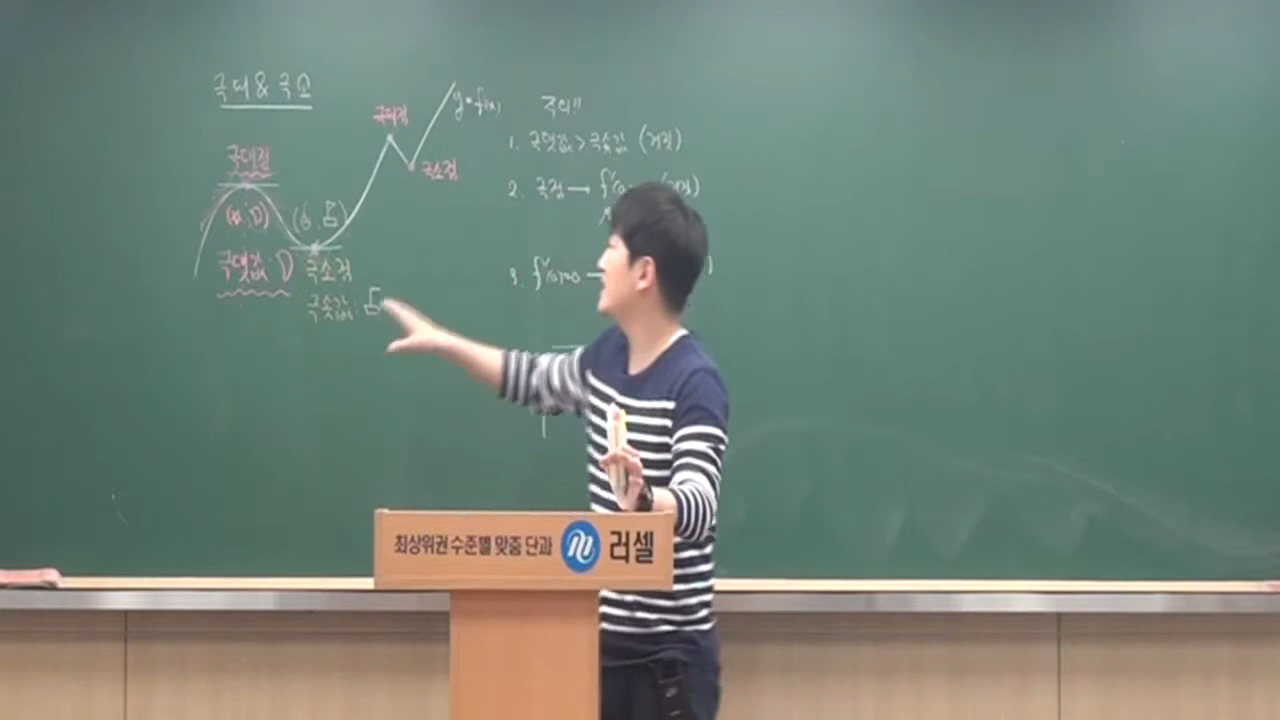 극대 & 극소
극대점
극대점
극소점
y=f(x)
극댓값:
극소점
극솟값:
주의!!
1. 극댓값 > 극솟값 (거짓)
2. 극점 →
3.
최상위권 수준별 맞춤 단과 러셀